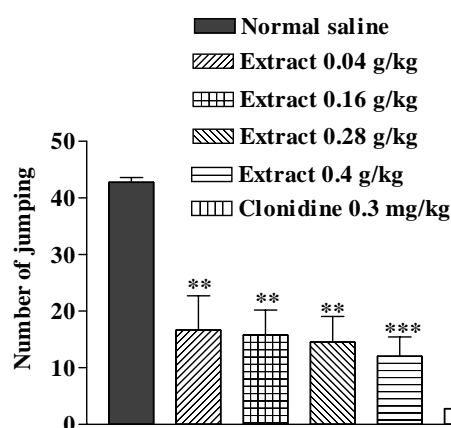 Normal saline
Extract 0.04 g/kg
Extract 0.16 g/kg
Extract 0.28 g/kg
Extract 0.4 g/kg
Clonidine 0.3 mg/kg
Number of jumping
50
40
30
20
10
0
**
**
**
***